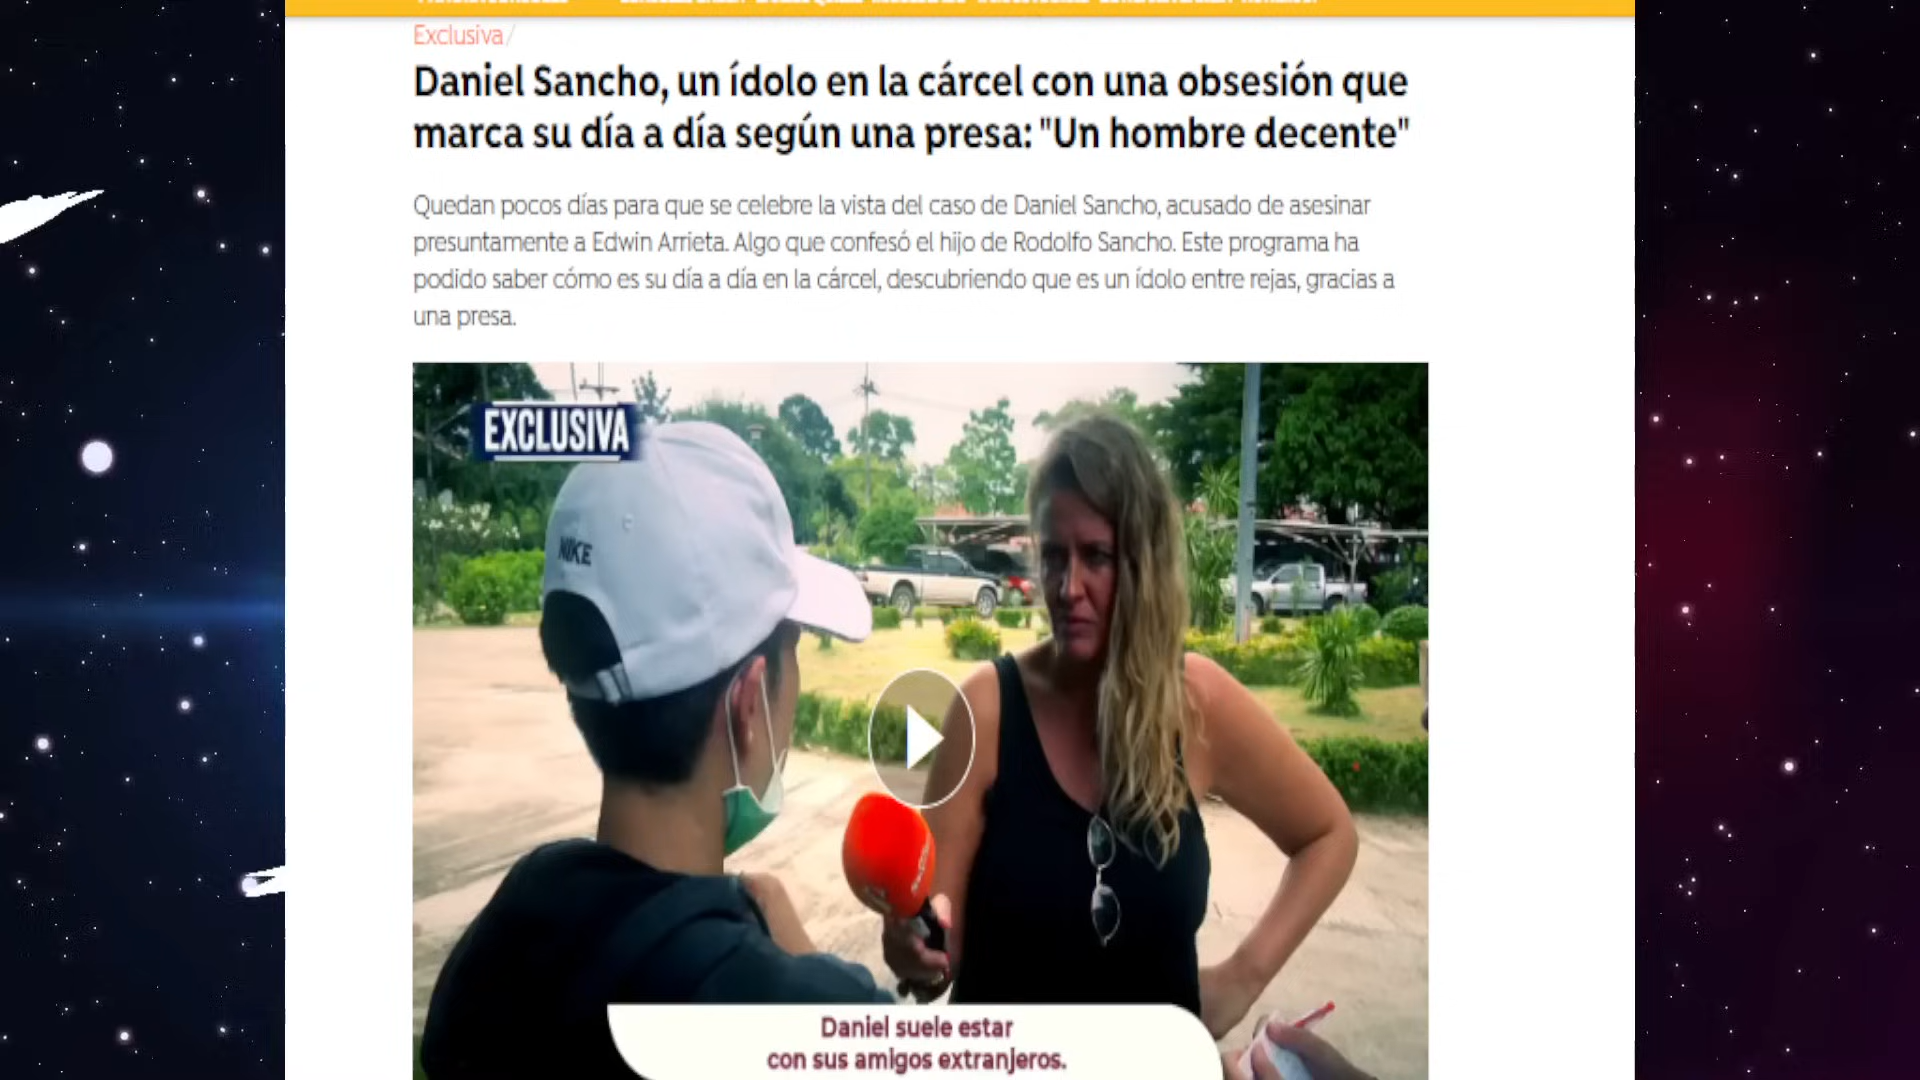 Exclusiva/
Daniel Sancho, un ídolo en la cárcel con una obsesión que
marca su día a día según una presa: "Un hombre decente"
Quedan pocos días para que se celebre la vista del caso de Daniel Sancho, acusado de asesinar
presuntamente a Edwin Arrieta. Algo que confesó el hijo de Rodolfo Sancho. Este programa ha
podido saber cómo es su día a día en la cárcel, descubriendo que es un ídolo entre rejas, gracias a
una presa.
EXCLUSIVA
NIKE
Daniel suele estar
con sus amigos extranjeros.